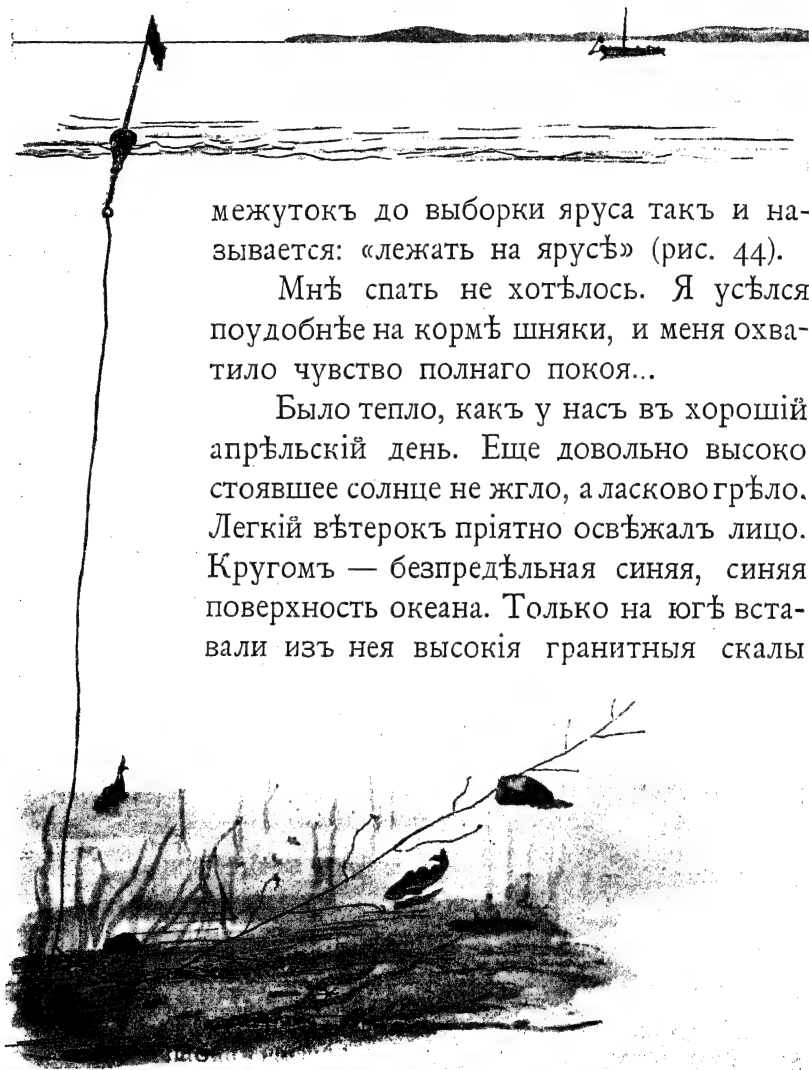 межутокъ до выборки яруса такъ и на-
зывается: «лежать на ярусѣ» (рис. 44).
Мнѣ спать не хотѣлось. Я усѣлся
поудобнѣе на кормѣ шняки, и меня охва-
тило чувство полнаго покоя...
Было тепло, какъ у насъ въ хорошій
апрѣльскій день. Еще довольно высоко
стоявшее солнце не жгло, а ласково грѣло.
Легкій вѣтерокъ пріятно освѣжалъ лицо.
Кругомъ — безпредѣльная синяя, синяя
поверхность океана. Только на югѣ вста-
вали изъ нея высокія гранитныя скалы